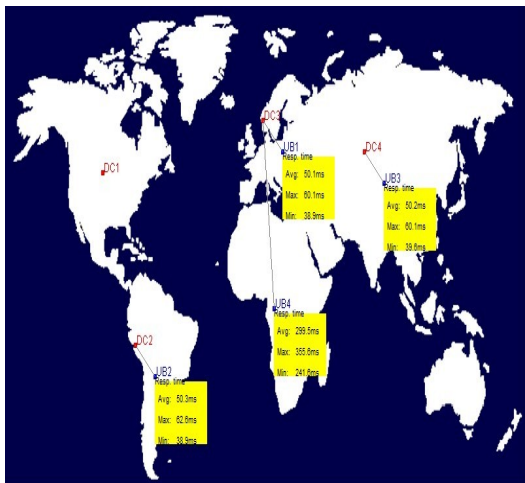 DC3
UB1
Resp. time
Avg: 50.1ms
Max: 60.1ms
Min: 38.9ms
DC4
DC1
UB3
Resp. time
Avg: 50.2ms
Max: 60.1ms
Min: 39.6ms
UB4
Resp. time
Avg: 299.5ms
Max: 355.6ms
Min: 241.6ms
DC2
UB2
Resp. time
Avg: 50.3ms
Max: 62.6ms
Min: 38.9ms